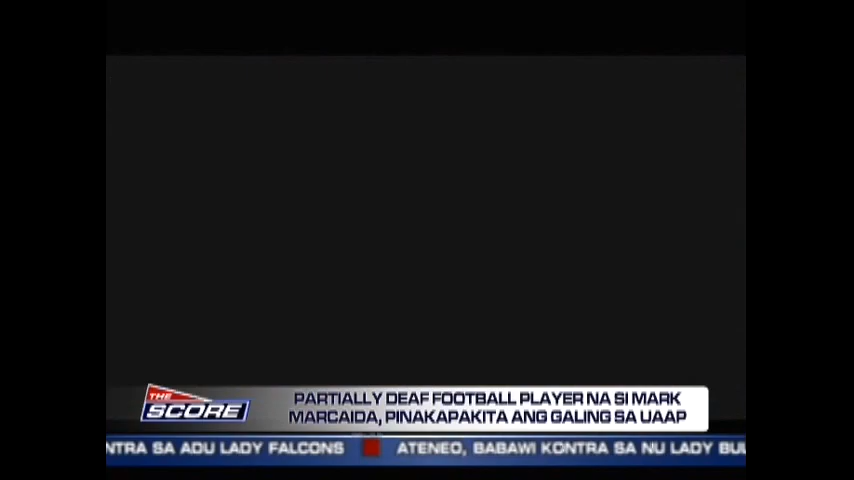 THE
SCORE
PARTIALLY DEAF FOOTBALL PLAYER NA SI MARK
MARCAIDA, PINAKAPAKITA ANG GALING SA UAAP
NTRA SA ADU LADY FALCONS ATENEO, BABAWI KONTRA SA NU LADY BUL